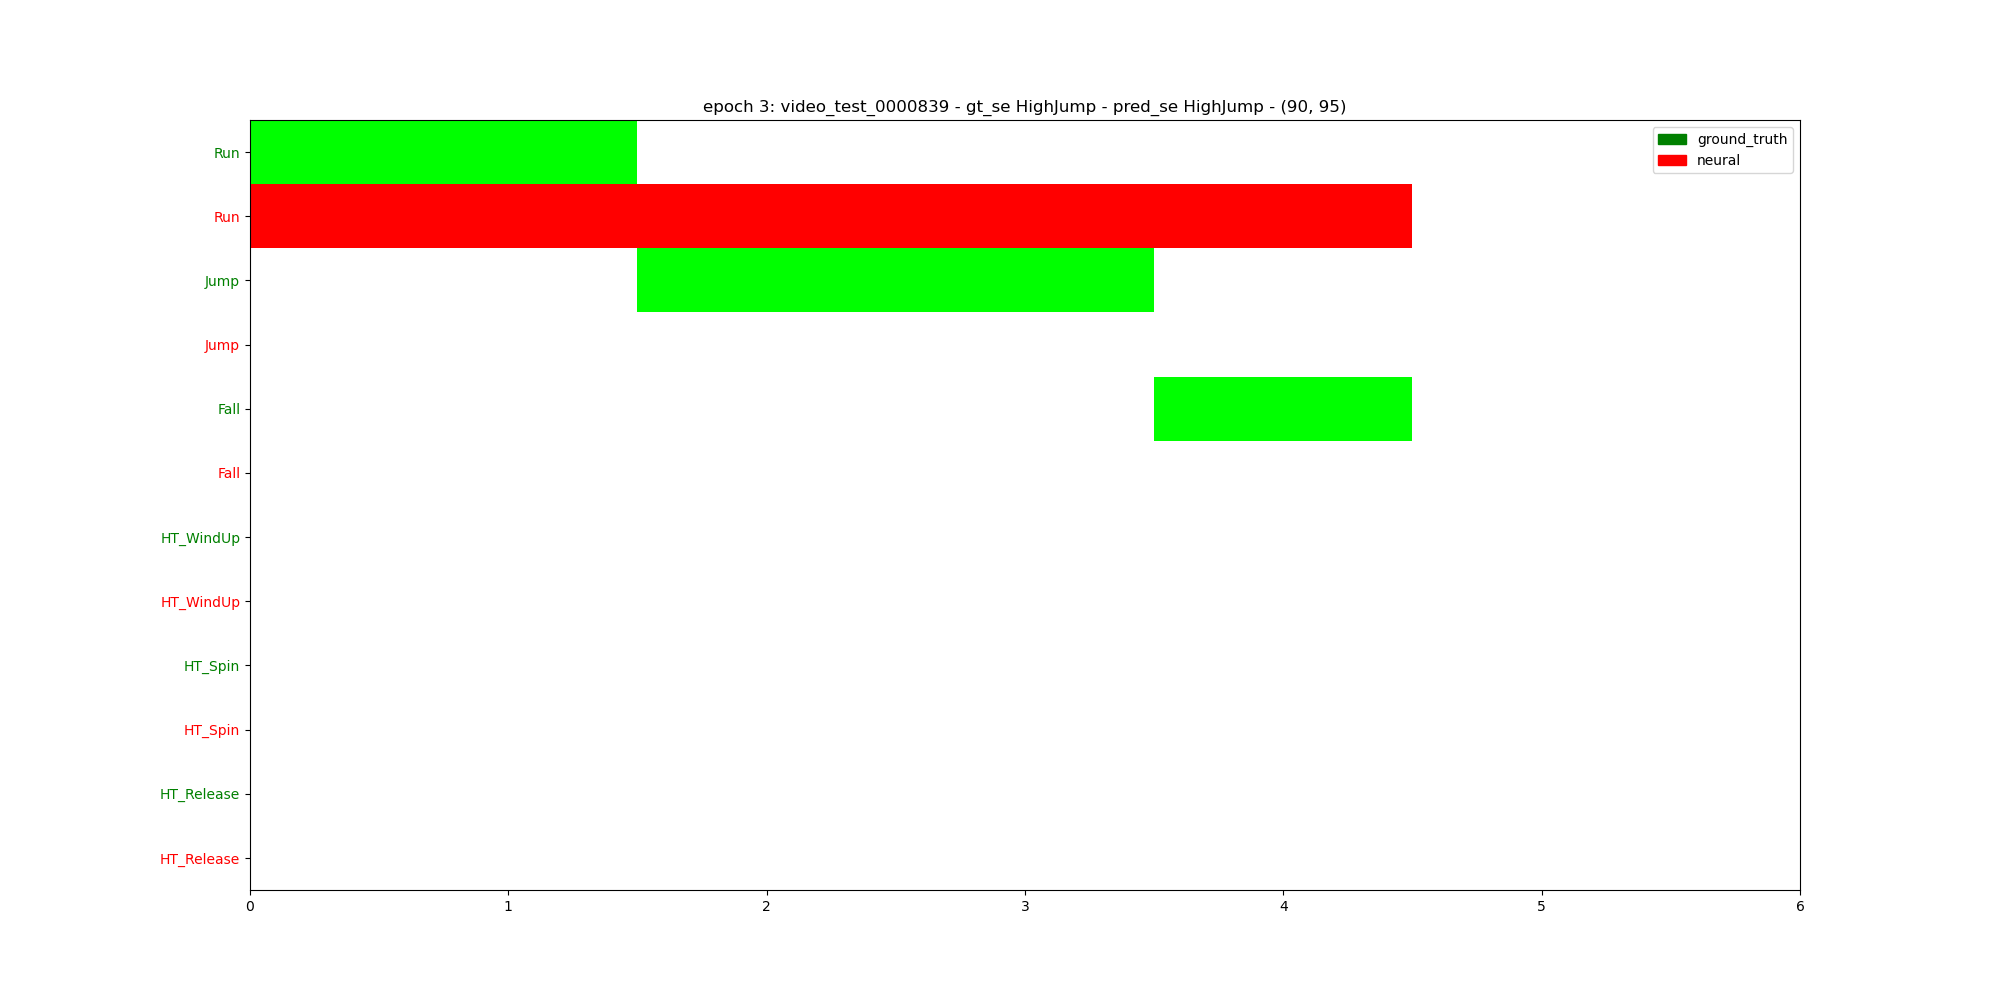 epoch 3: video_test_0000839 - gt_se HighJump - pred_se HighJump - (90, 95)
ground_truth
neural
Run
Run
Jump
Jump
Fall
Fall
HT_WindUp
HT_WindUp
HT_Spin
HT_Spin
HT_Release
HT_Release
0 1 2 3 4 5 6